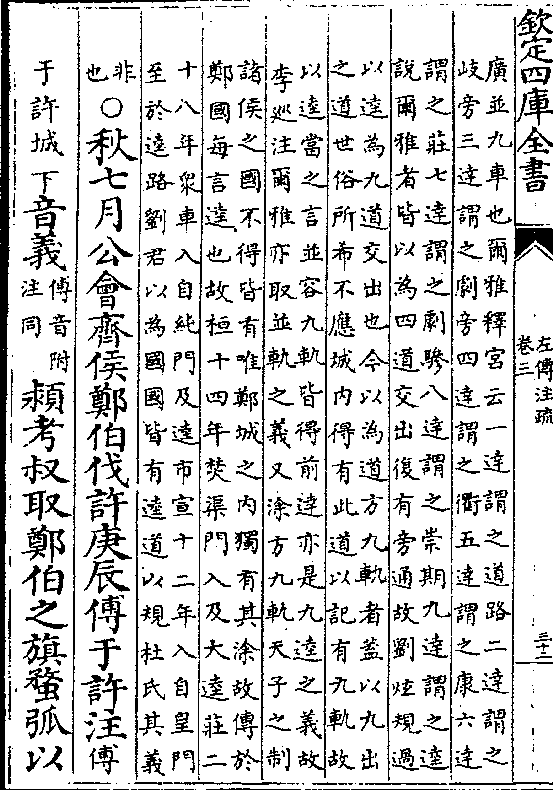 欽定四庫全書
左傳注疏
卷三
三十二
廣並九車也爾雅釋宫云一達謂之道路二達謂之
岐旁三達謂之劇旁四達謂之衢五達謂之康六達
謂之莊七達謂之劇驂八達謂之崇期九達謂之逵
說爾雅者皆以為四道交出復有旁通故劉炫規過
以逵為九道交出也今以為道方九軌者蓋以九出
之道世俗所希不應城内得有此道以記有九軌故
以逵當之言並容九軌皆得前逵亦是九逵之義故
李巡注爾雅亦取並軌之義又涂方九軌天子之制
諸侯之國不得皆有唯鄭城之内獨有其涂故傳於
鄭國每言逵也故桓十四年焚渠門入及大逵莊二
十八年衆車入自純門及逵市宣十二年入自皇門
至於逵路劉君以為國國皆有逵道以規杜氏其義
非也○秋七月公會齊侯鄭伯伐許庚辰傅于許注傅
于許城下音義傅音附注同潁考叔取鄭伯之旗蝥弧以